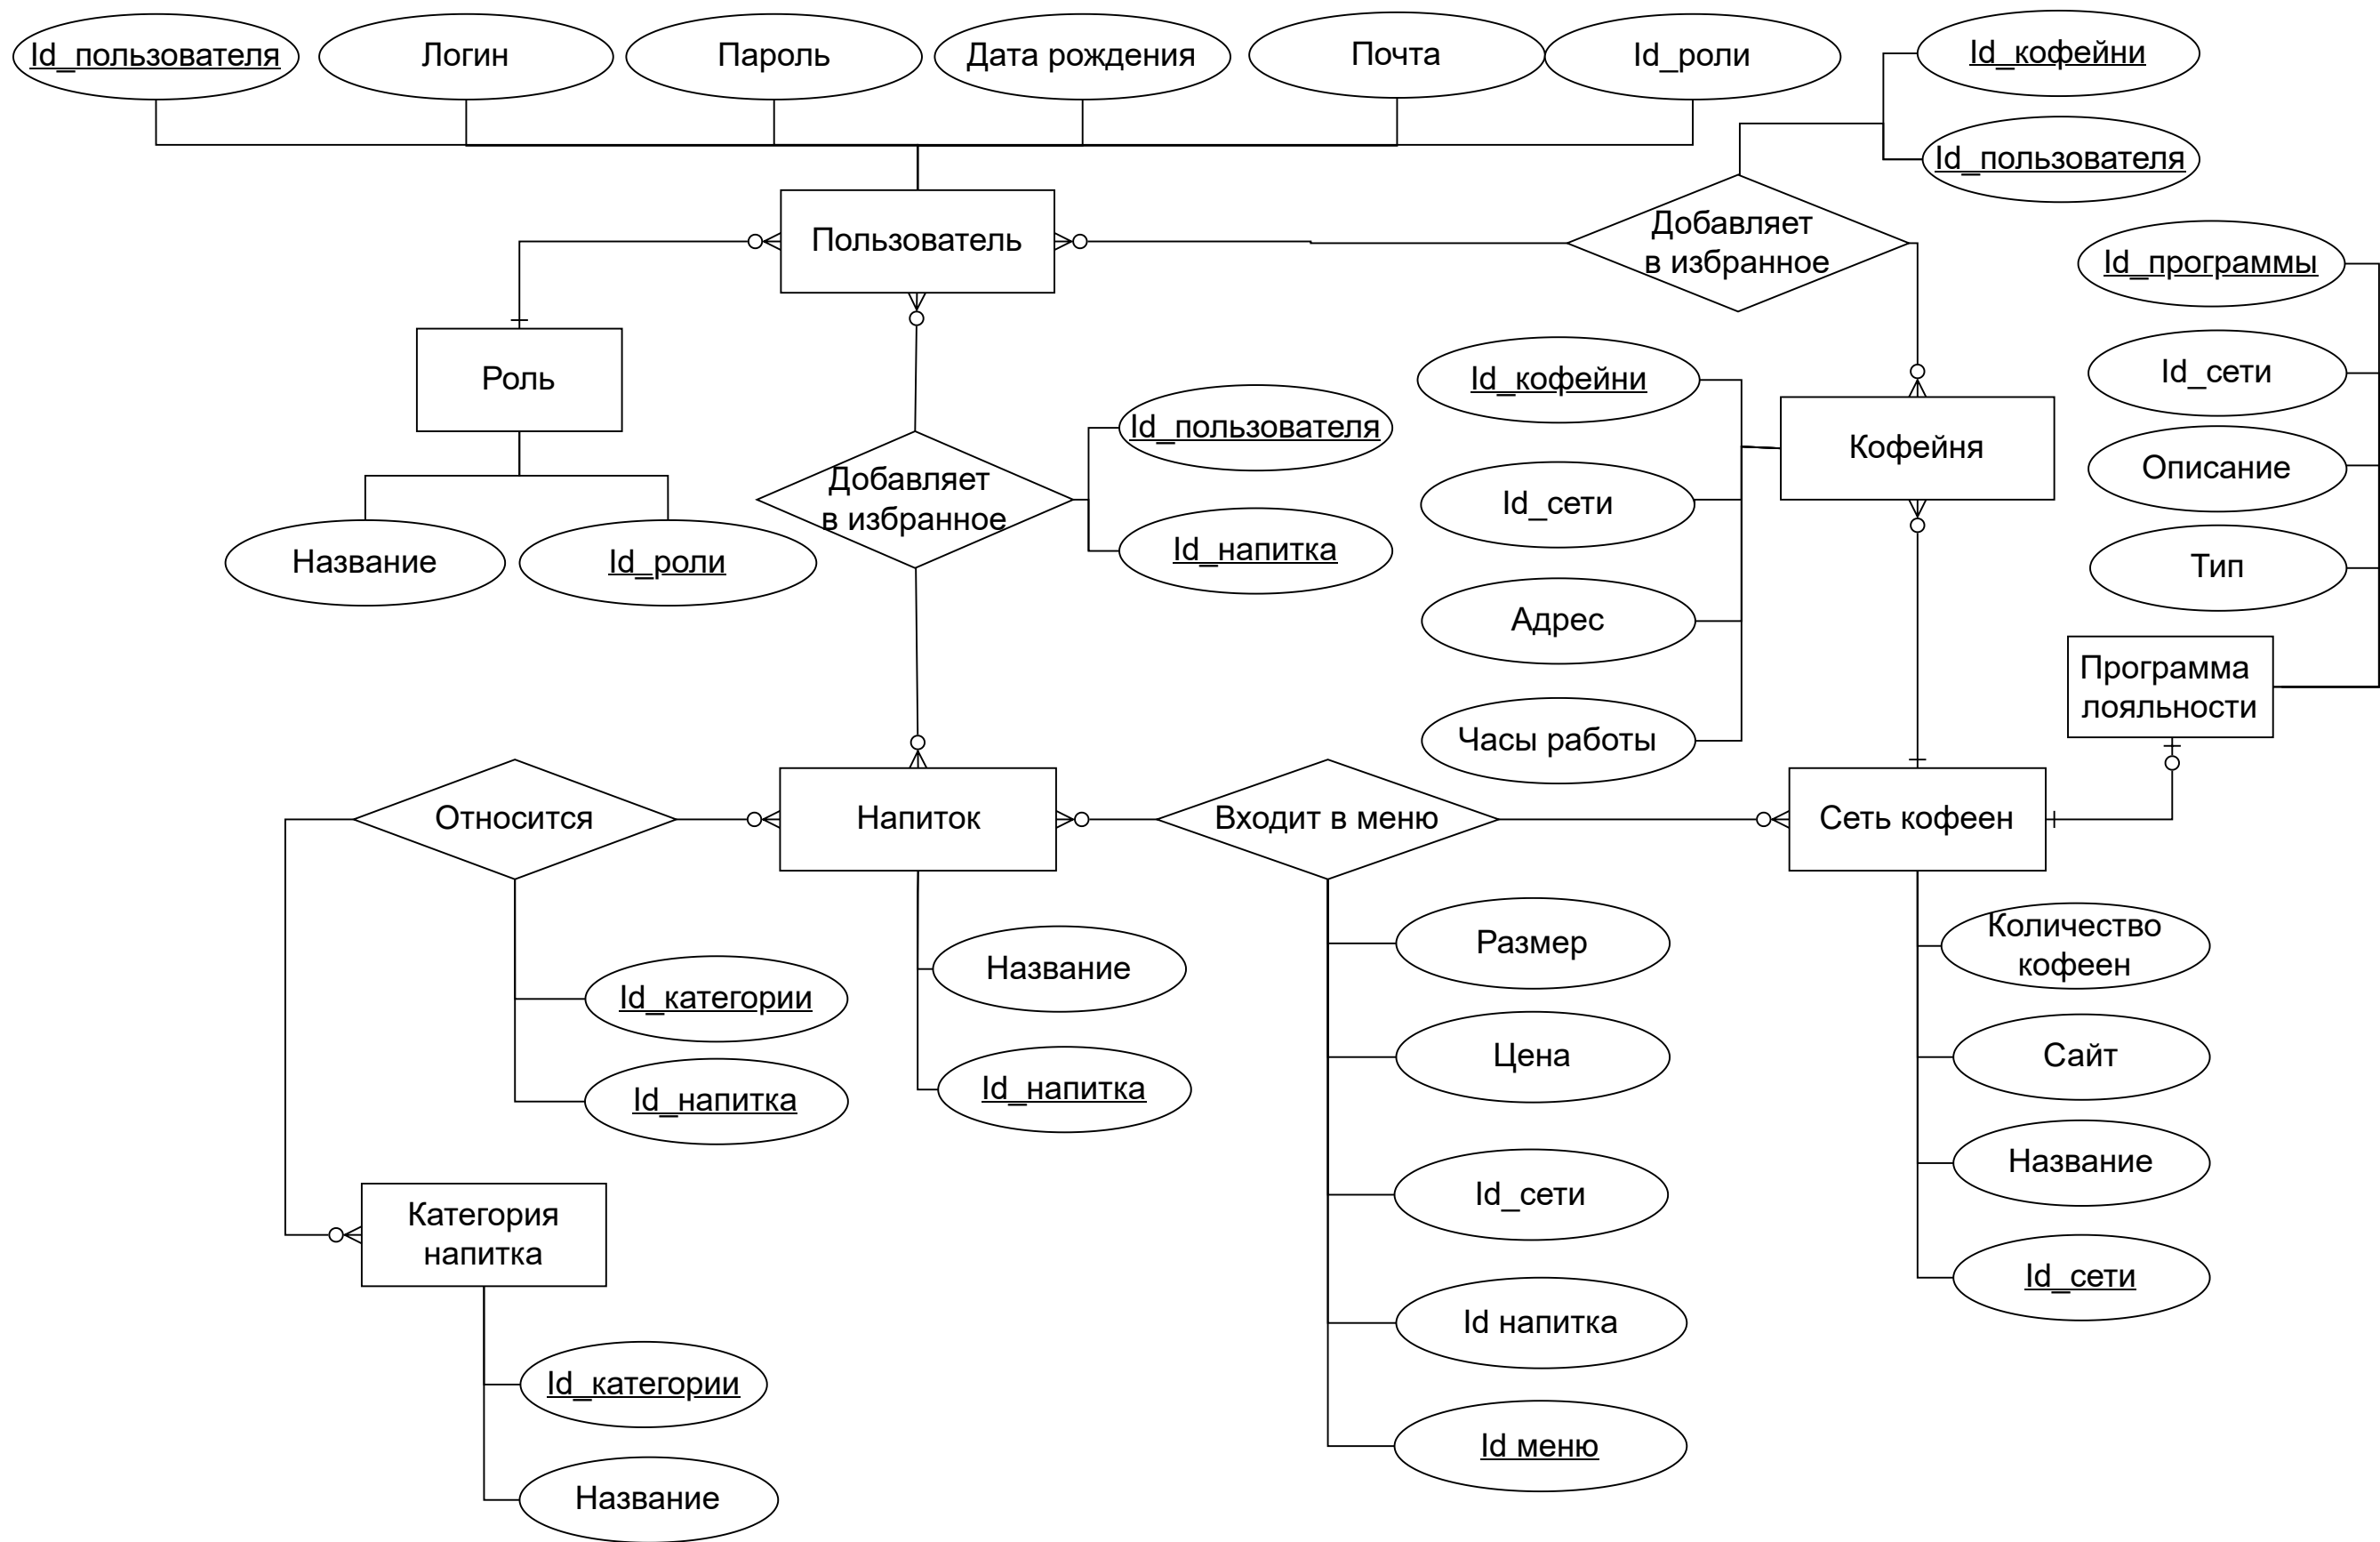 Id_пользователя
Логин
Пароль
Дата рождения
Почта
Id_роли
Id_кофейни
Id_пользователя
Пользователь
Добавляет
в избранное
Id_программы
Id_сети
Описание
Тип
Роль
Id_кофейни
Кофейня
Id_пользователя
Добавляет
в избранное
Id_сети
Название
Id_роли
Id_напитка
Адрес
Программа
лояльности
Часы работы
Относится
Напиток
Входит в меню
Сеть кофеен
Количество
кофеен
Размер
Название
Id_категории
Цена
Сайт
Id_напитка
Id_напитка
Название
Id_сети
Категория
напитка
Id_сети
Id напитка
Id_категории
Id меню
Название